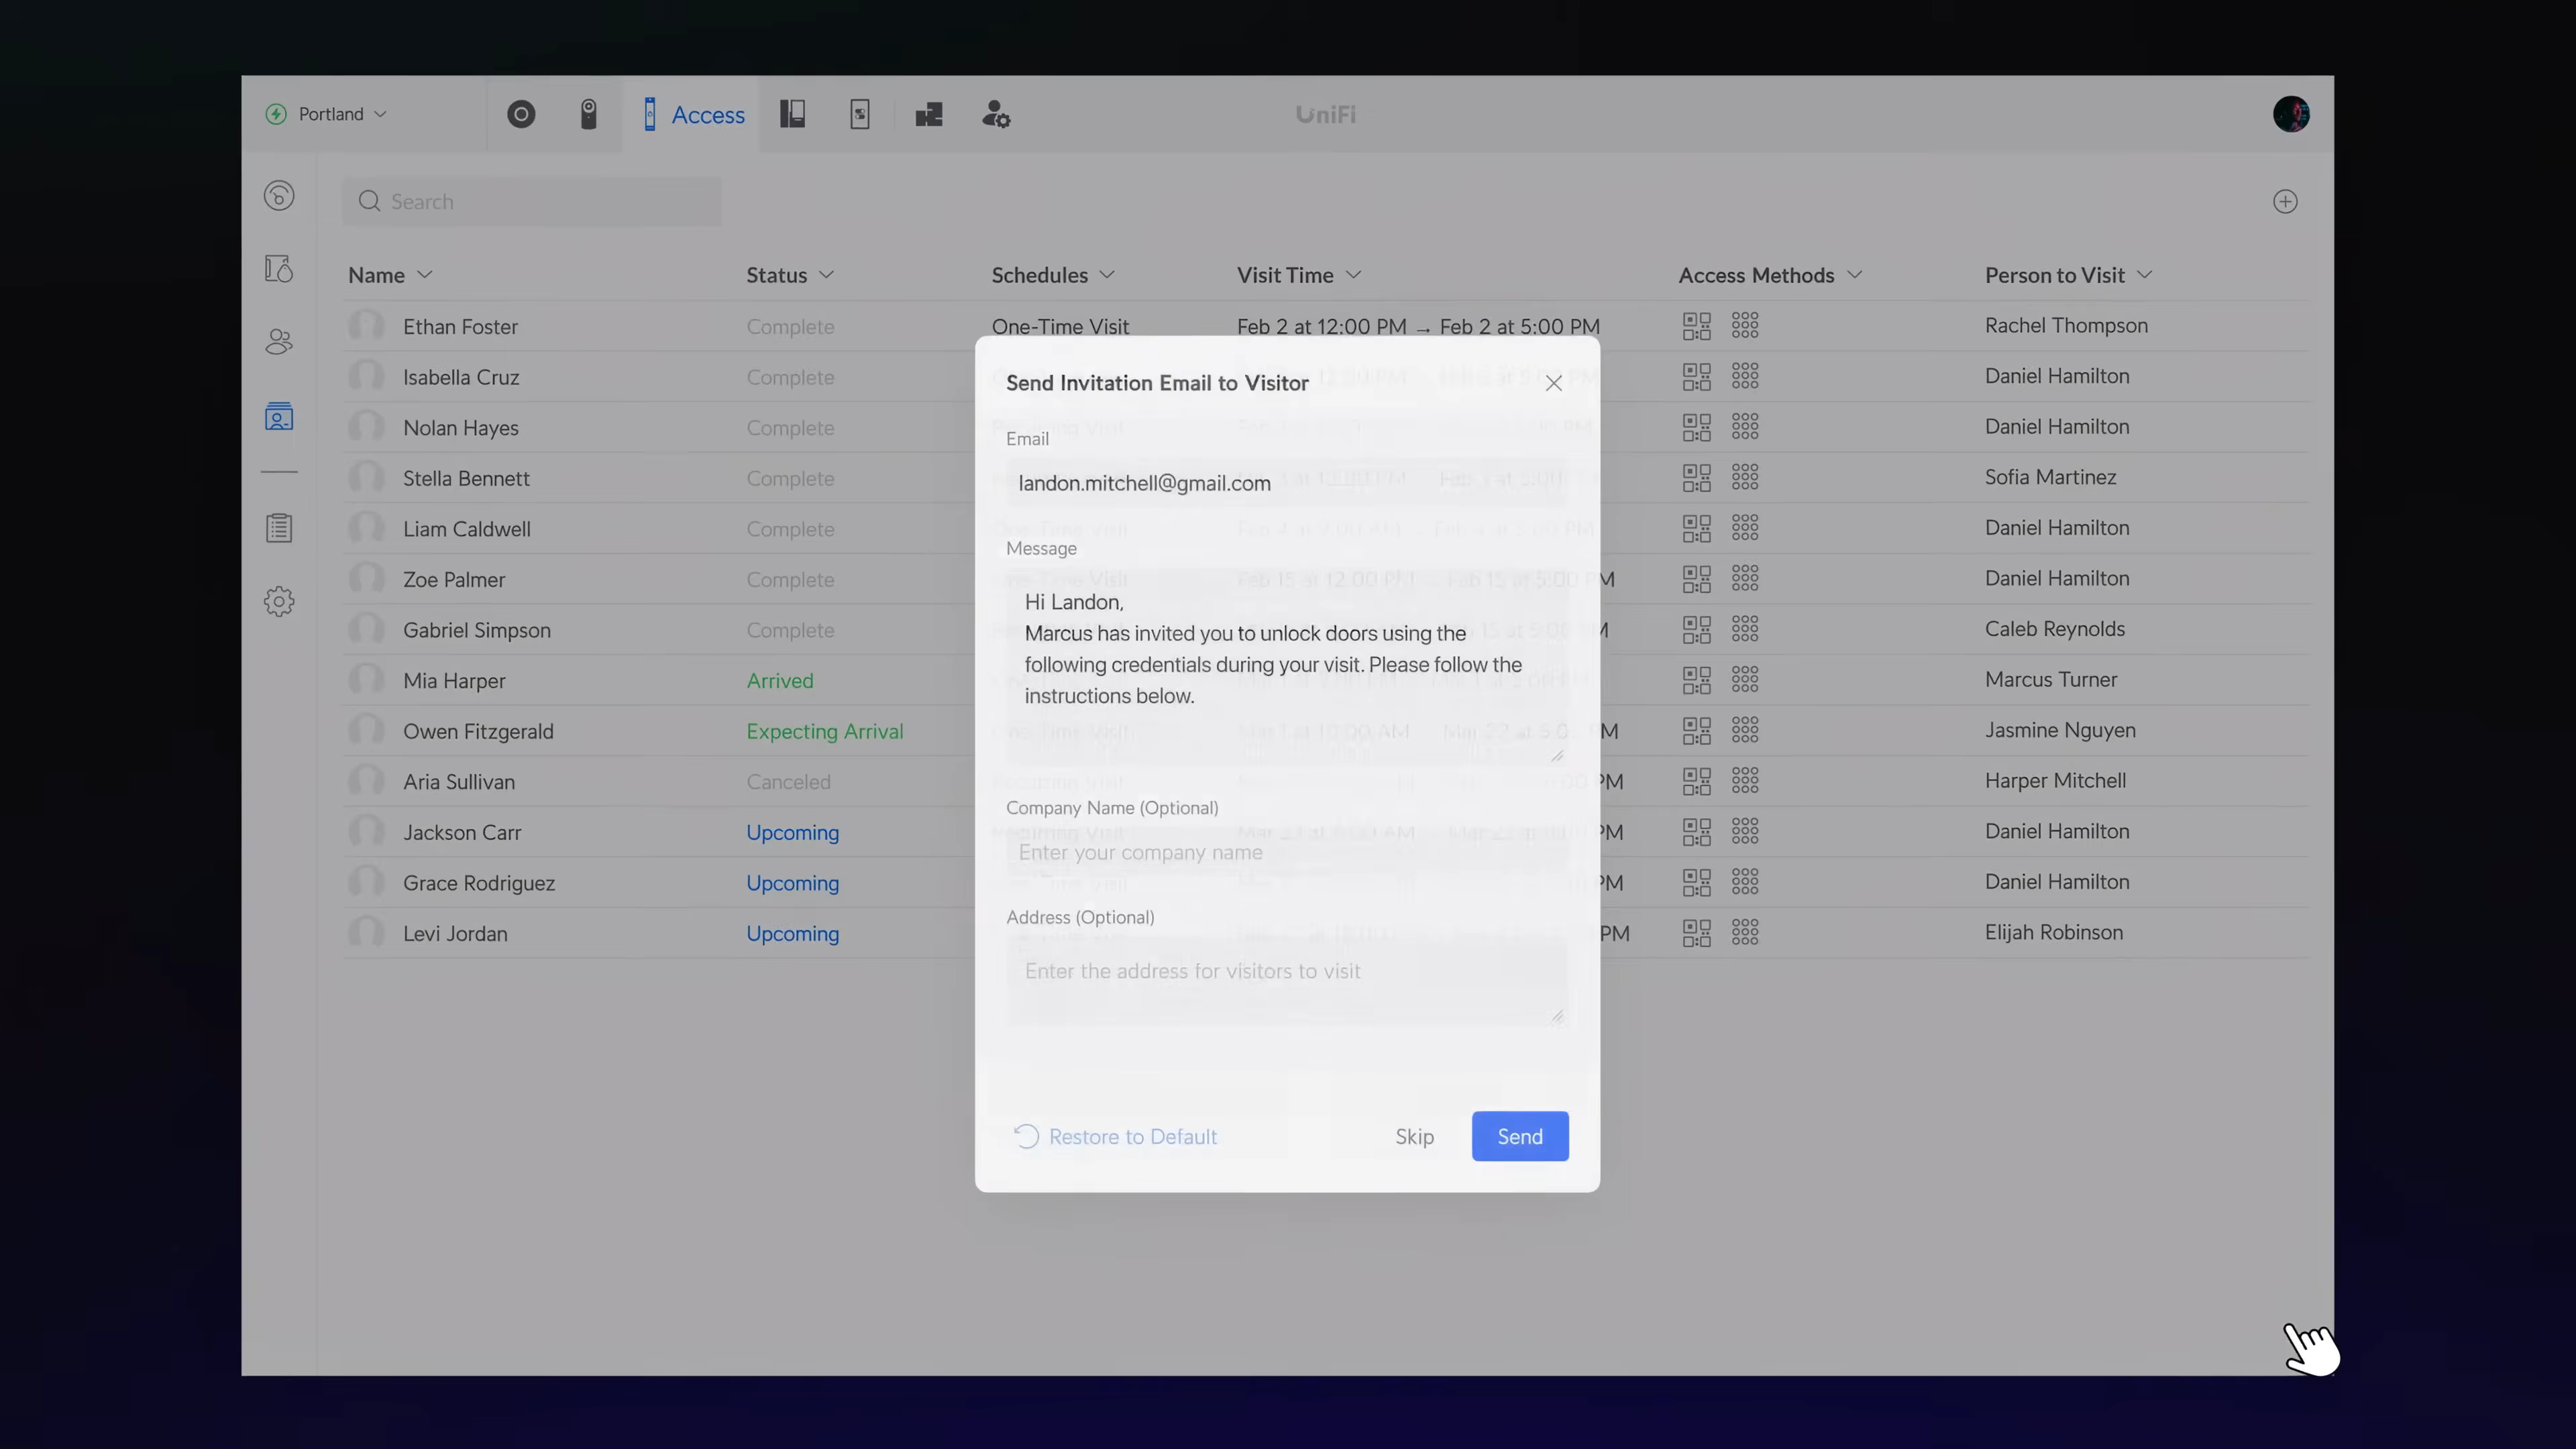 Portland
Access
UniFi
Search
Name Status Schedules Visit Time Access Methods Person to Visit
Ethan Foster Complete One-Time Visit Feb 2 at 12:00 PM → Feb 2 at 5:00 PM Rachel Thompson
Isabella Cruz Complete Daniel Hamilton
Nolan Hayes Complete Daniel Hamilton
Stella Bennett Complete Sofia Martinez
Liam Caldwell Complete Daniel Hamilton
Zoe Palmer Complete Daniel Hamilton
Gabriel Simpson Complete Caleb Reynolds
Mia Harper Arrived Marcus Turner
Owen Fitzgerald Expecting Arrival Jasmine Nguyen
Aria Sullivan Canceled PM Harper Mitchell
Jackson Carr Upcoming PM Daniel Hamilton
Grace Rodriguez Upcoming PM Daniel Hamilton
Levi Jordan Upcoming PM Elijah Robinson
Send Invitation Email to Visitor
Email
landon.mitchell@gmail.com
Message
Hi Landon,
Marcus has invited you to unlock doors using the
following credentials during your visit. Please follow the
instructions below.
Company Name (Optional)
Enter your company name
Address (Optional)
Enter the address for visitors to visit
Restore to Default Skip Send